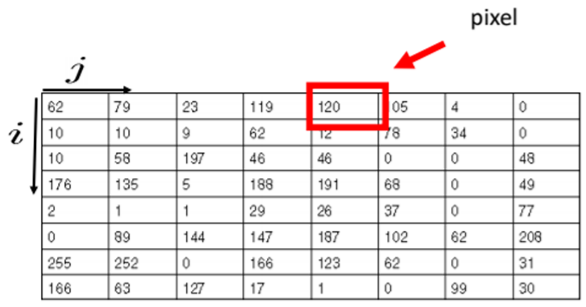 pixel
j
i
62 79 23 119 120 05 4 0
10 10 9 62 12 78 34 0
10 58 197 46 46 0 0 48
176 135 5 188 191 68 0 49
2 1 1 29 26 37 0 77
0 89 144 147 187 102 62 208
255 252 0 166 123 62 0 31
166 63 127 17 1 0 99 30